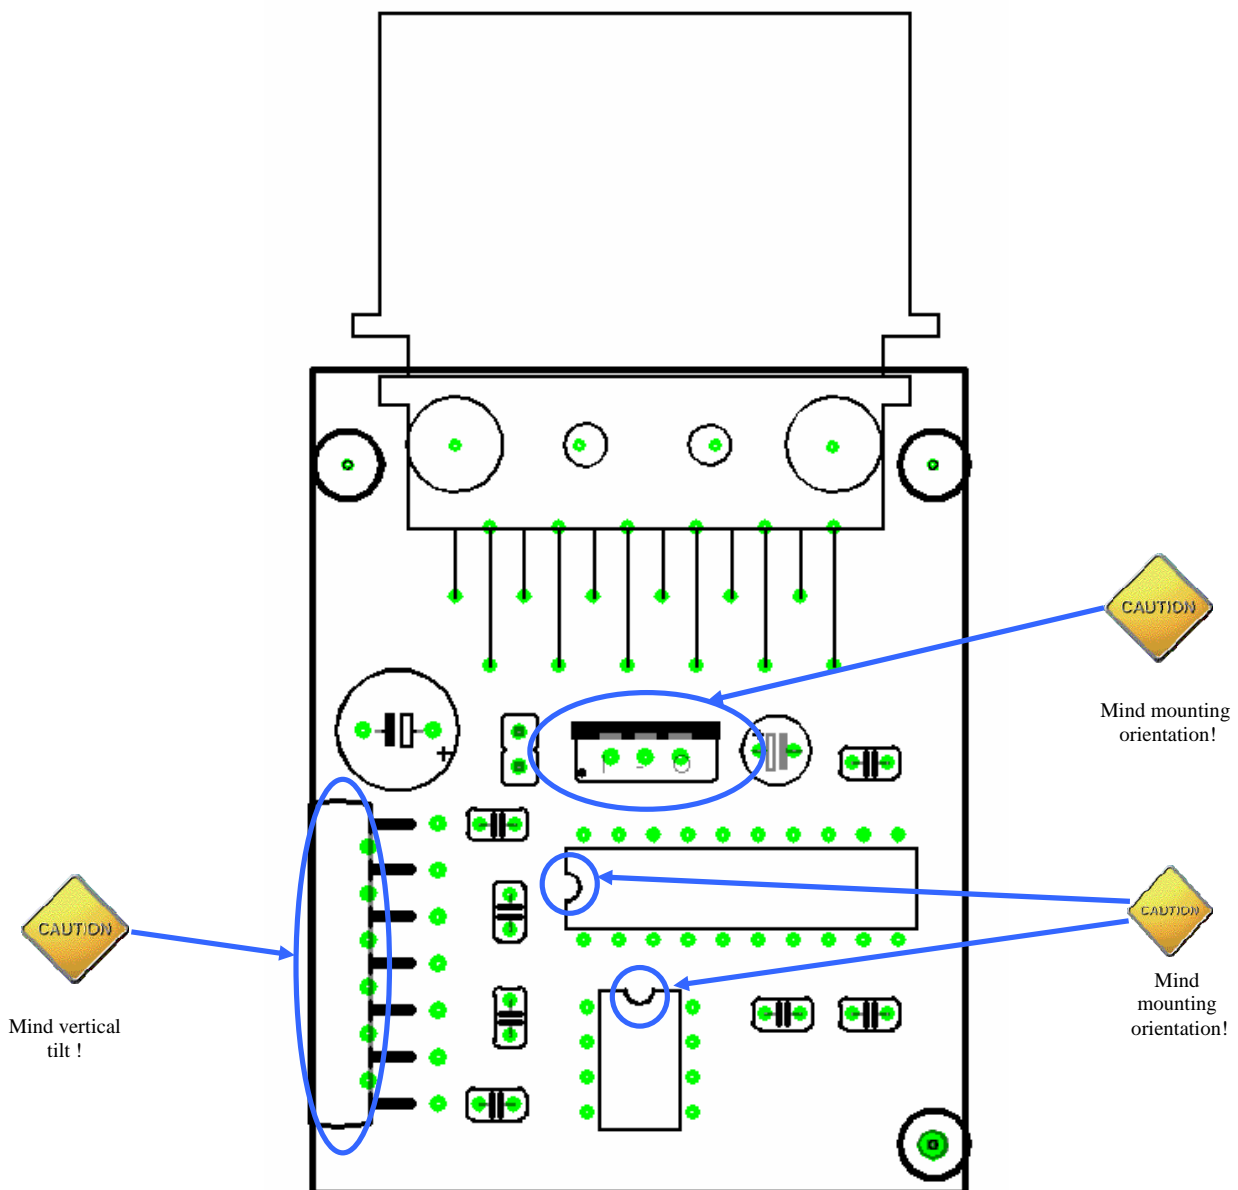 CAUTION
Mind mounting
orientation!
CAUTION
Mind vertical
tilt !
CAUTION
Mind
mounting
orientation!
+
I - O